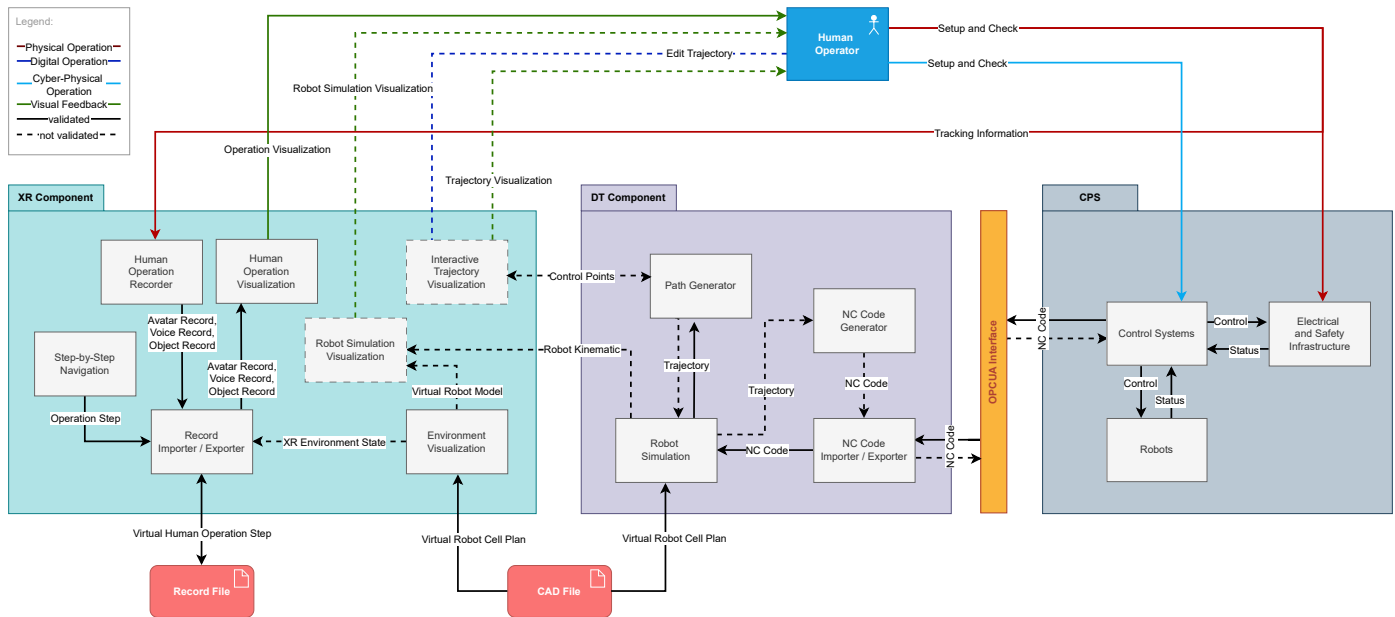 Legend:
Physical Operation
Digital Operation
Cyber-Physical
Operation
Visual Feedback
validated
not validated
Human
Operator
Setup and Check
Setup and Check
Edit Trajectory
Robot Simulation Visualization
Operation Visualization
Tracking Information
Trajectory Visualization
XR Component
DT Component
CPS
Human
Operation
Recorder
Human
Operation
Visualization
Interactive
Trajectory
Visualization
Control Points
Path Generator
NC Code
Generator
OPCUA Interface
NC Code
Control Systems
Control
Status
Electrical
and Safety
Infrastructure
Avatar Record,
Voice Record,
Object Record
Robot Simulation
Visualization
Robot Kinematic
Step-by-Step
Navigation
Avatar Record,
Voice Record,
Object Record
Virtual Robot Model
Trajectory
Trajectory
NC Code
Control
Status
Operation Step
Record
Importer / Exporter
XR Environment State
Environment
Visualization
Robot
Simulation
NC Code
NC Code
Importer / Exporter
NC Code
NC Code
Robots
Virtual Human Operation Step
Virtual Robot Cell Plan
Virtual Robot Cell Plan
Record File
CAD File